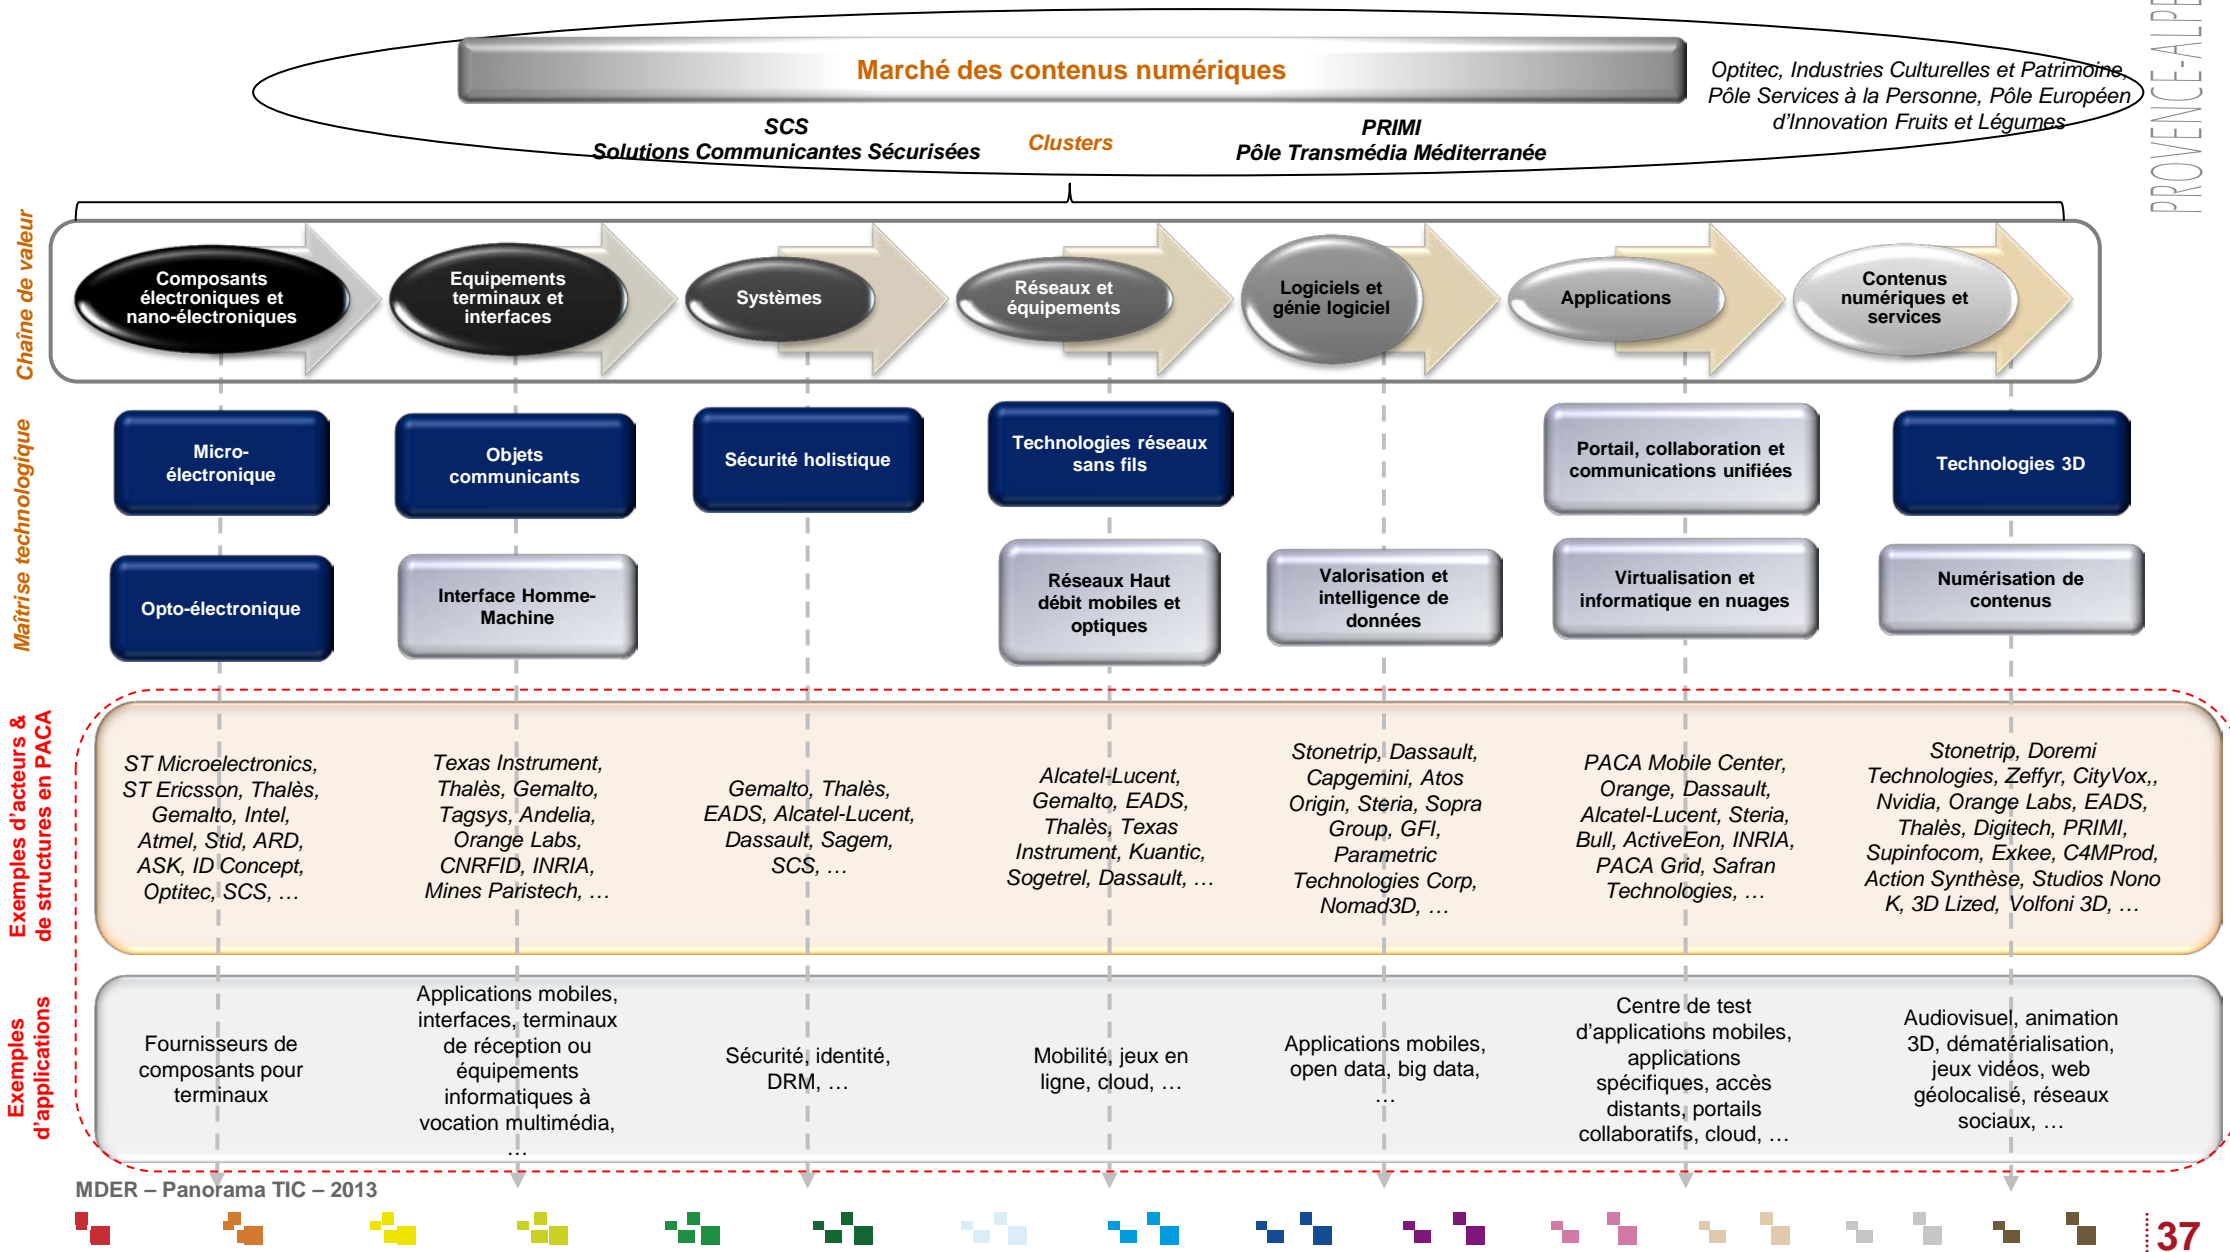 Marché des contenus numériques
Optitec, Industries Culturelles et Patrimoine,
Pôle Services à la Personne, Pôle Européen
d'Innovation Fruits et Légumes
SCS
Solutions Communicantes Sécurisées
Clusters
PRIMI
Pôle Transmédia Méditerranée
PROVENCE-ALPE
Chaîne de valeur
Composants
électroniques et
nano-électroniques
Equipements
terminaux et
interfaces
Systèmes
Réseaux et
équipements
Logiciels et
génie logiciel
Applications
Contenus
numériques et
services
Maîtrise technologique
Micro-
électronique
Objets
communicants
Sécurité holistique
Technologies réseaux
sans fils
Portail, collaboration et
communications unifiées
Technologies 3D
Opto-électronique
Interface Homme-
Machine
Réseaux Haut
débit mobiles et
optiques
Valorisation et
intelligence de
données
Virtualisation et
informatique en nuages
Numérisation de
contenus
Exemples d'acteurs &
de structures en PACA
ST Microelectronics,
ST Ericsson, Thalès,
Gemalto, Intel,
Atmel, Stid, ARD,
ASK, ID Concept,
Optitec, SCS, …
Texas Instrument,
Thalès, Gemalto,
Tagsys, Andelia,
Orange Labs,
CNRFID, INRIA,
Mines Paristech, …
Gemalto, Thalès,
EADS, Alcatel-Lucent,
Dassault, Sagem,
SCS, …
Alcatel-Lucent,
Gemalto, EADS,
Thalès, Texas
Instrument, Kuantic,
Sogetrel, Dassault, …
Stonetrip, Dassault,
Capgemini, Atos
Origin, Steria, Sopra
Group, GFI,
Parametric
Technologies Corp,
Nomad3D, …
PACA Mobile Center,
Orange, Dassault,
Alcatel-Lucent, Steria,
Bull, ActiveEon, INRIA,
PACA Grid, Safran
Technologies, …
Stonetrip, Doremi
Technologies, Zeffyr, CityVox,,
Nvidia, Orange Labs, EADS,
Thalès, Digitech, PRIMI,
Supinfocom, Exkee, C4MProd,
Action Synthèse, Studios Nono
K, 3D Lized, Volfoni 3D, …
Exemples
d'applications
Fournisseurs de
composants pour
terminaux
Applications mobiles,
interfaces, terminaux
de réception ou
équipements
informatiques à
vocation multimédia,
…
Sécurité, identité,
DRM, …
Mobilité, jeux en
ligne, cloud, …
Applications mobiles,
open data, big data,
…
Centre de test
d'applications mobiles,
applications
spécifiques, accès
distants, portails
collaboratifs, cloud, …
Audiovisuel, animation
3D, dématérialisation,
jeux vidéos, web
géolocalisé, réseaux
sociaux, …
MDER – Panorama TIC – 2013
37